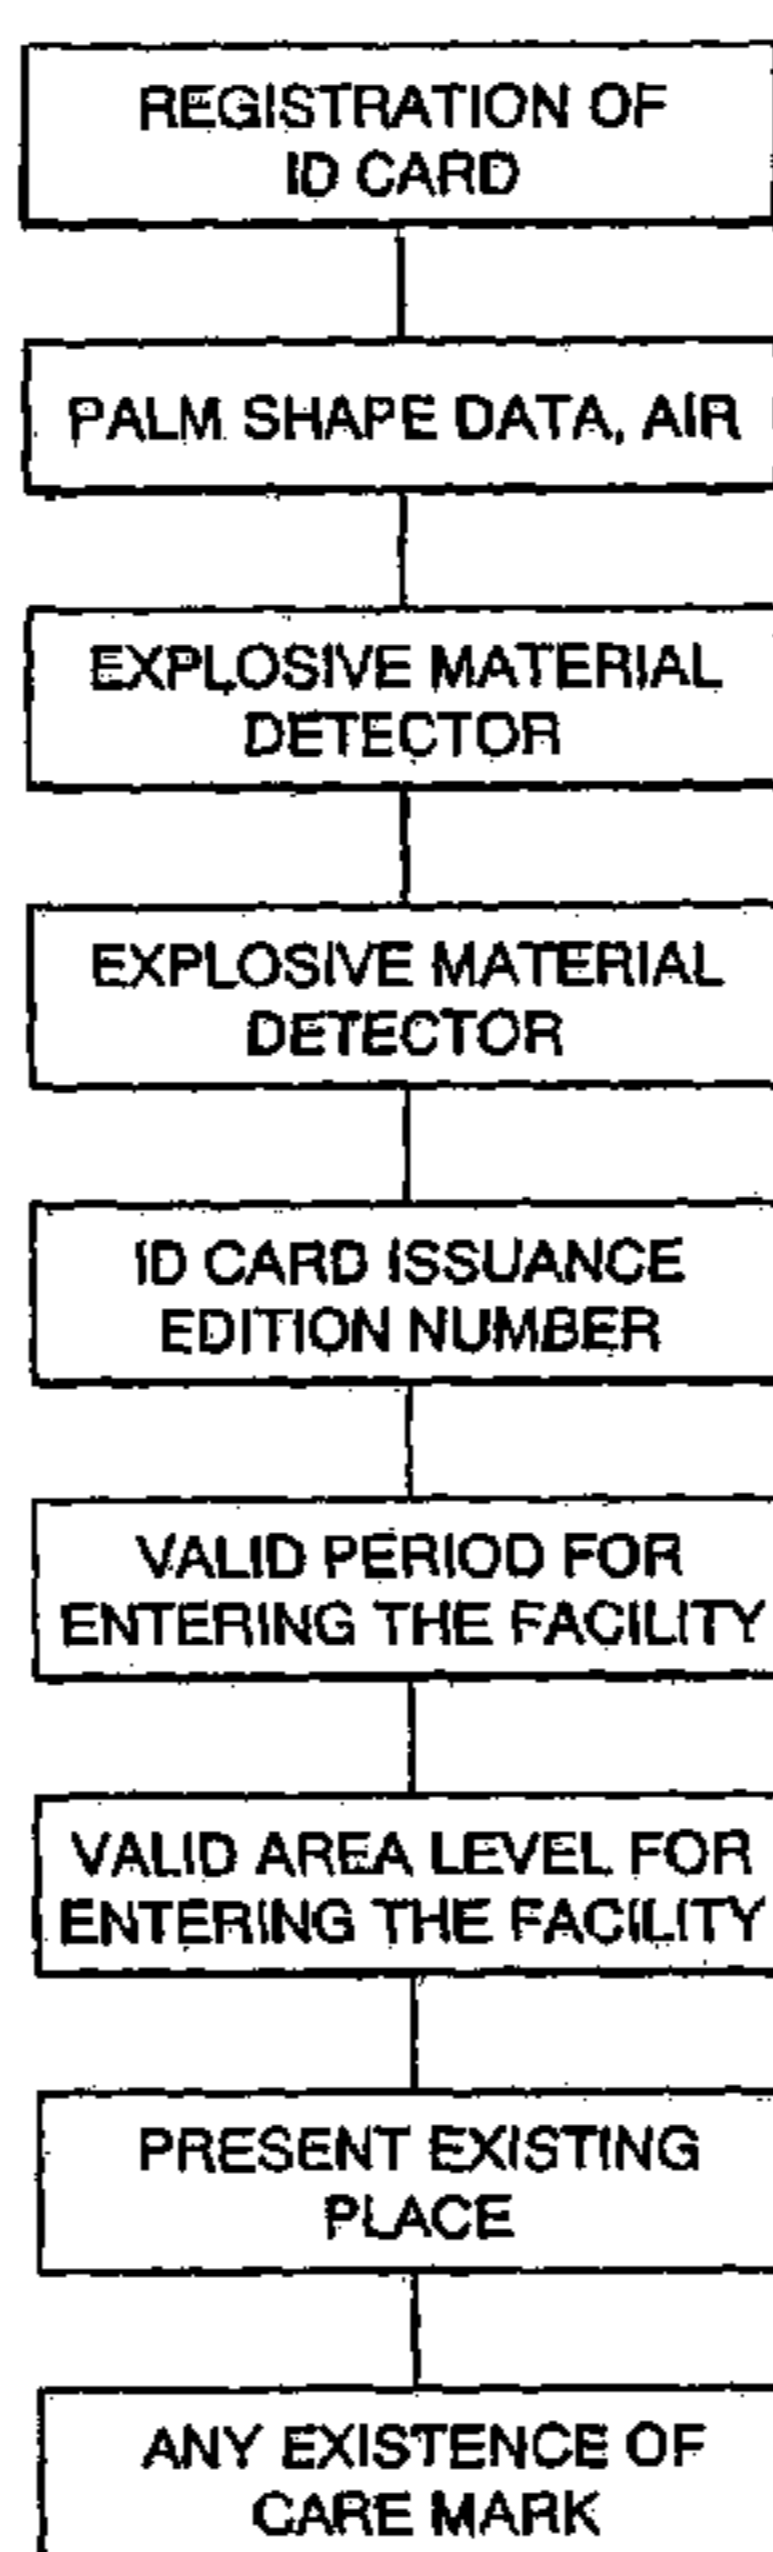 REGISTRATION OF
ID CARD
PALM SHAPE DATA, AIR
EXPLOSIVE MATERIAL
DETECTOR
EXPLOSIVE MATERIAL
DETECTOR
ID CARD ISSUANCE
EDITION NUMBER
VALID PERIOD FOR
ENTERING THE FACILITY
VALID AREA LEVEL FOR
ENTERING THE FACILITY
PRESENT EXISTING
PLACE
ANY EXISTENCE OF
CARE MARK